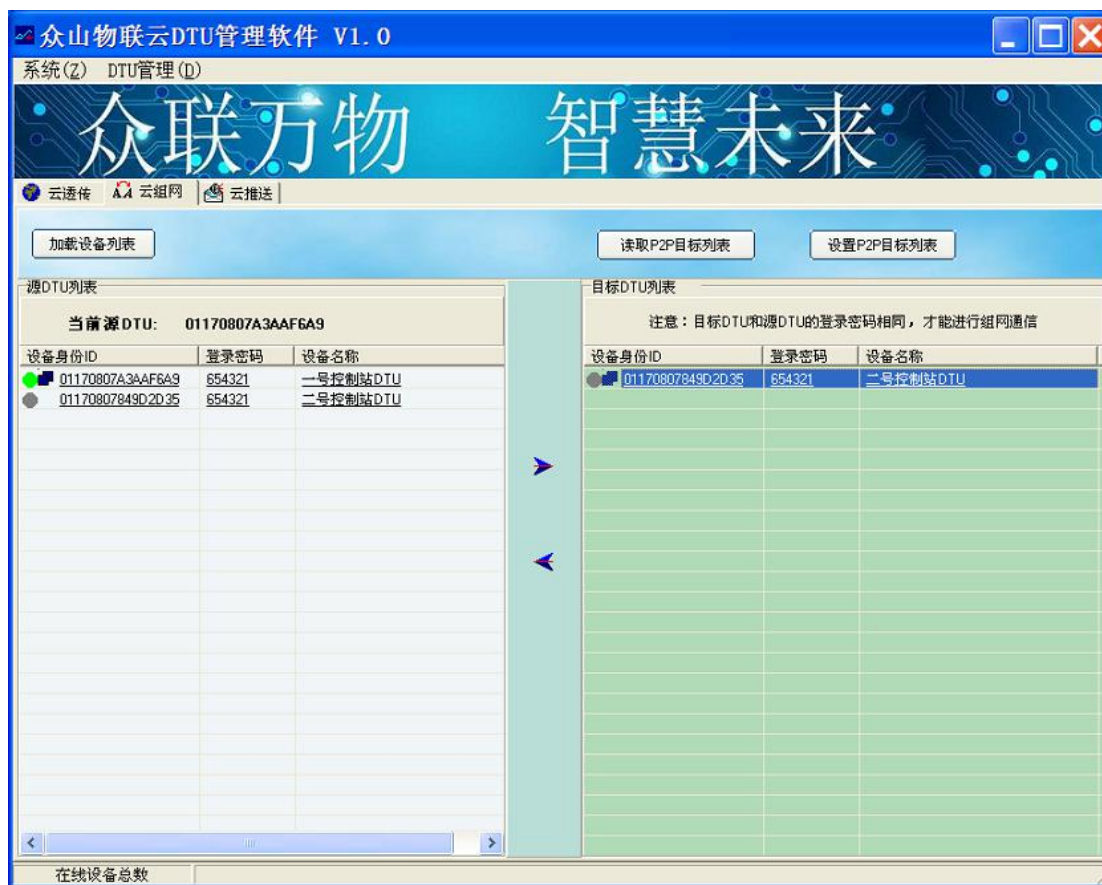 众山物联云DTU管理软件 V1.0
系统(Z) DTU管理(D)
众联万物 智慧未来
云透传 云组网 云推送
加载设备列表 读取P2P目标列表 设置P2P目标列表
源DTU列表 目标DTU列表
当前源DTU: 01170807A3AAF6A9 注意：目标DTU和源DTU的登录密码相同，才能进行组网通信
设备身份ID 登录密码 设备名称 设备身份ID 登录密码 设备名称
01170807A3AAF6A9 654321 一号控制站DTU 01170807849D2D35 654321 二号控制站DTU
01170807849D2D35 654321 二号控制站DTU
在线设备总数